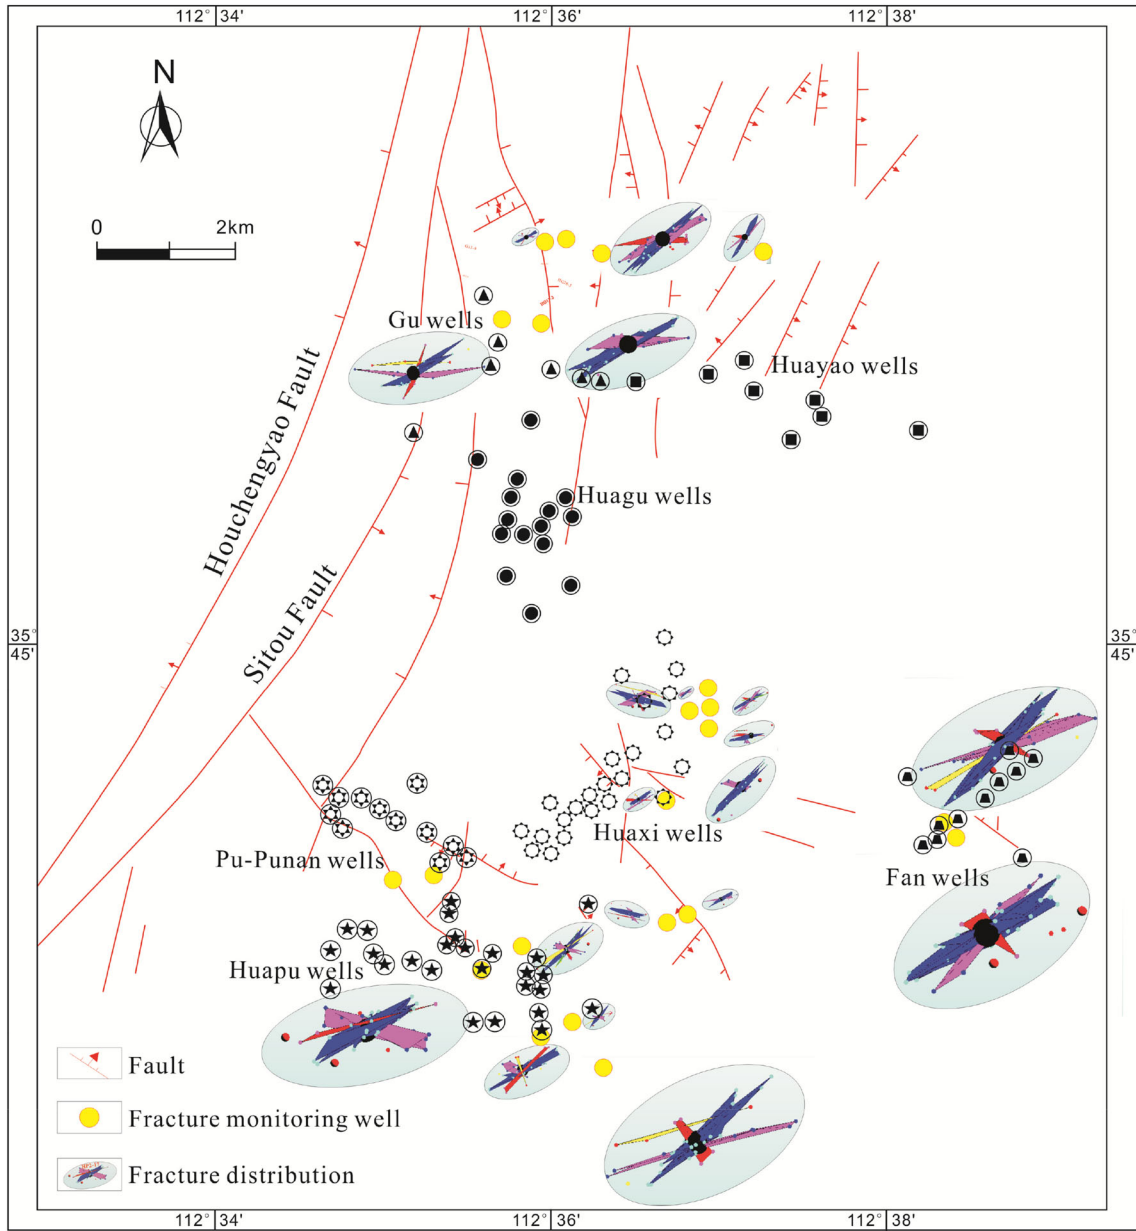 112° 34'
112° 36'
112° 38'
N
0
2km
Gu wells
Huayao wells
Houchengyao Fault
Huagu wells
Sitou Fault
35°
45'
35°
45'
Huaxi wells
Pu-Punan wells
Fan wells
Huapu wells
Fault
Fracture monitoring well
Fracture distribution
112° 34'
112° 36'
112° 38'